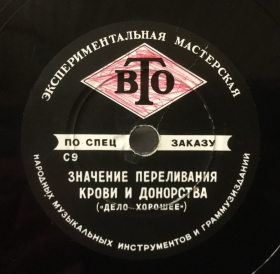 ЭКСПЕРИМЕНТАЛЬНАЯ МАСТЕРСКАЯ
ВТО
ПО СПЕЦ ЗАКАЗУ
С9
ЗНАЧЕНИЕ ПЕРЕЛИВАНИЯ
КРОВИ И ДОНОРСТВА
(«ДЕЛО ХОРОШЕЕ»)
НАРОДНЫХ МУЗЫКАЛЬНЫХ ИНСТРУМЕНТОВ И ГРАММУЗИЗДАНИЙ